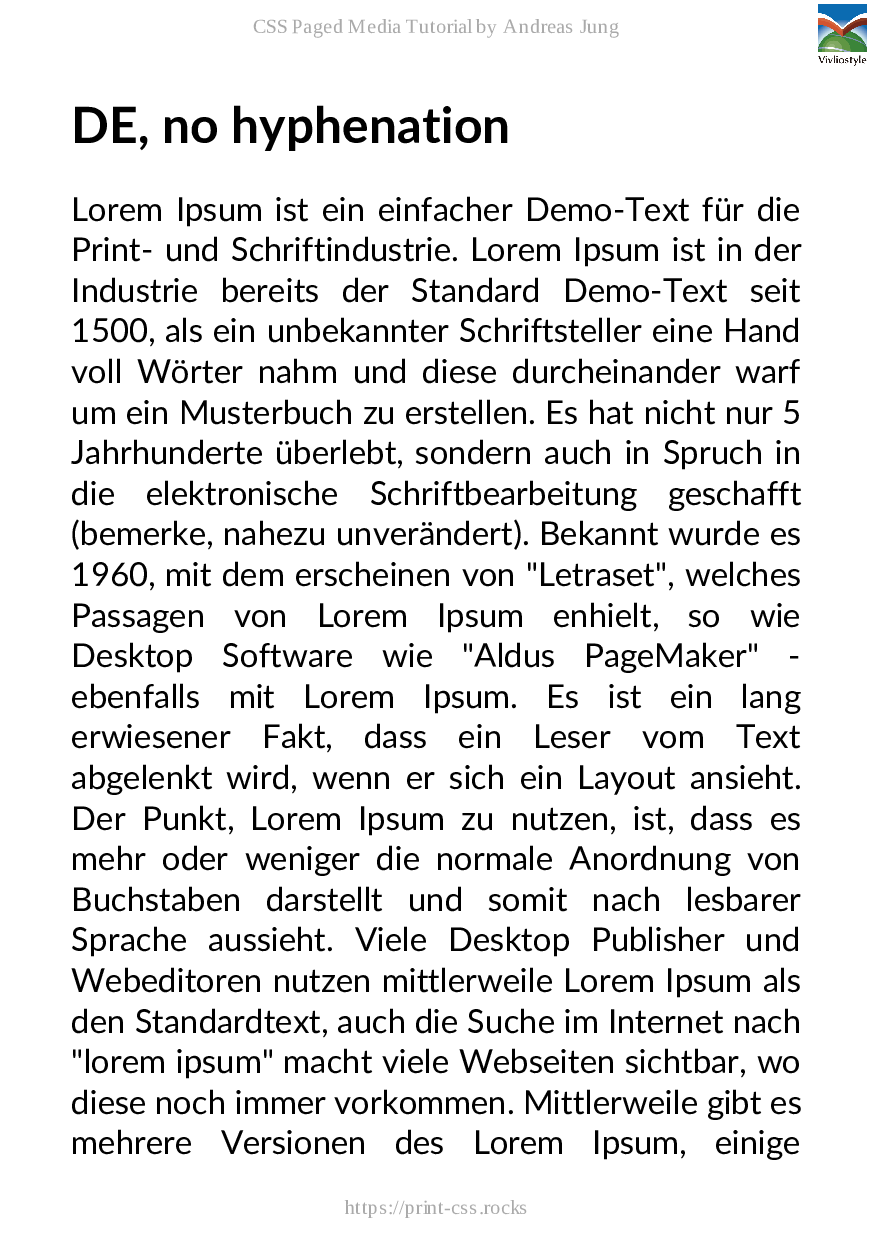 CSS Paged Media Tutorial by Andreas Jung
Vivliostyle
DE, no hyphenation
Lorem Ipsum ist ein einfacher Demo-Text für die
Print- und Schriftindustrie. Lorem Ipsum ist in der
Industrie bereits der Standard Demo-Text seit
1500, als ein unbekannter Schriftsteller eine Hand
voll Wörter nahm und diese durcheinander warf
um ein Musterbuch zu erstellen. Es hat nicht nur 5
Jahrhunderte überlebt, sondern auch in Spruch in
die elektronische Schriftbearbeitung geschafft
(bemerke, nahezu unverändert). Bekannt wurde es
1960, mit dem erscheinen von "Letraset", welches
Passagen von Lorem Ipsum enhielt, so wie
Desktop Software wie "Aldus PageMaker" -
ebenfalls mit Lorem Ipsum. Es ist ein lang
erwiesener Fakt, dass ein Leser vom Text
abgelenkt wird, wenn er sich ein Layout ansieht.
Der Punkt, Lorem Ipsum zu nutzen, ist, dass es
mehr oder weniger die normale Anordnung von
Buchstaben darstellt und somit nach lesbarer
Sprache aussieht. Viele Desktop Publisher und
Webeditoren nutzen mittlerweile Lorem Ipsum als
den Standardtext, auch die Suche im Internet nach
"lorem ipsum" macht viele Webseiten sichtbar, wo
diese noch immer vorkommen. Mittlerweile gibt es
mehrere Versionen des Lorem Ipsum, einige
https://print-css.rocks